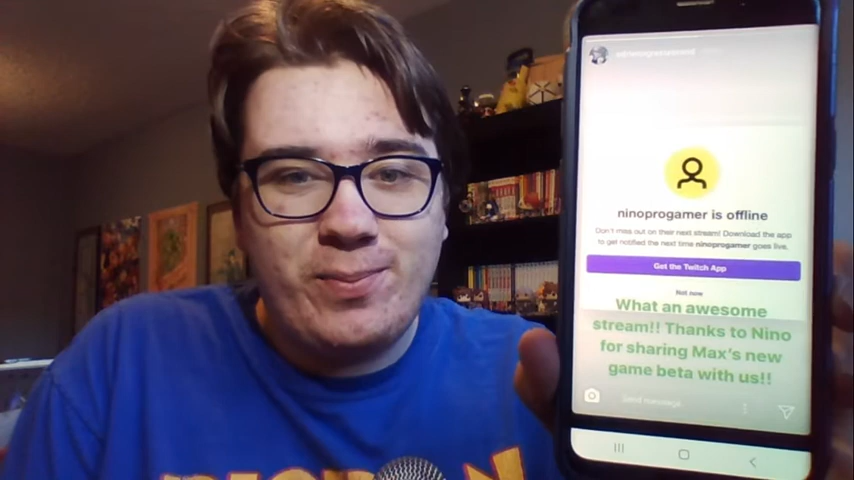 ninoprogamer is offline
Don't miss out on their next stream! Download the app
to get notified the next time ninoprogamer goes live.
Get the Twitch App
Not now
What an awesome
stream!! Thanks to Nino
for sharing Max's new
game beta with us!!
Send message